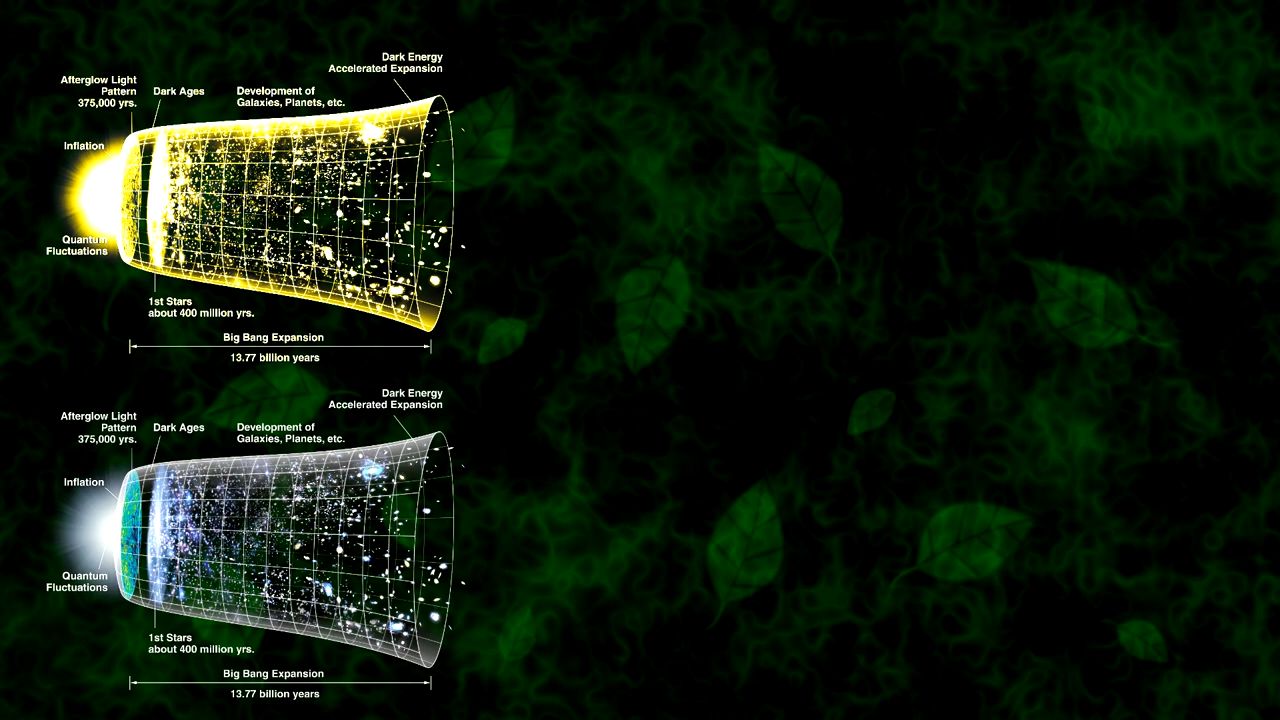 Dark Energy
Accelerated Expansion
Afterglow Light
Pattern
375,000 yrs.
Dark Ages
Development of
Galaxies, Planets, etc.
Inflation
Quantum
Fluctuations
1st Stars
about 400 million yrs.
Big Bang Expansion
13.77 billion years
Dark Energy
Accelerated Expansion
Afterglow Light
Pattern
375,000 yrs.
Dark Ages
Development of
Galaxies, Planets, etc.
Inflation
Quantum
Fluctuations
1st Stars
about 400 million yrs.
Big Bang Expansion
13.77 billion years